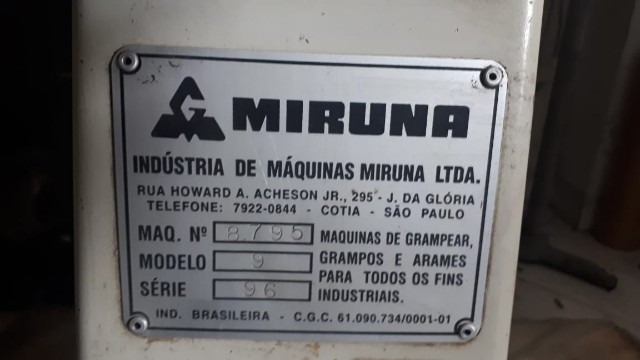 MIRUNA
INDÚSTRIA DE MÁQUINAS MIRUNA LTDA.
RUA HOWARD A. ACHESON JR., 295 - J. DA GLÓRIA
TELEFONE: 7922-0844 - COTIA - SÃO PAULO
MAQ. Nº 8.795
MODELO 9
SÉRIE 96
MAQUINAS DE GRAMPEAR,
GRAMPOS E ARAMES
PARA TODOS OS FINS
INDUSTRIAIS.
IND. BRASILEIRA - C.G.C. 61.090.734/0001-01